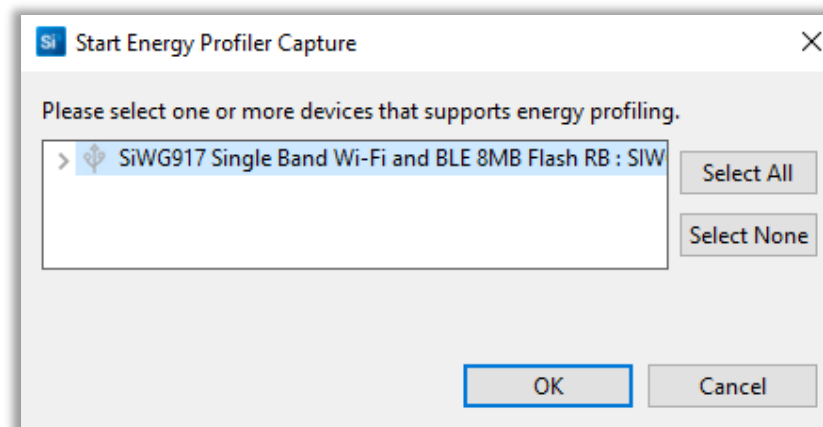 Si Start Energy Profiler Capture
Please select one or more devices that supports energy profiling.
SiWG917 Single Band Wi-Fi and BLE 8MB Flash RB : SIW
Select All
Select None
OK
Cancel